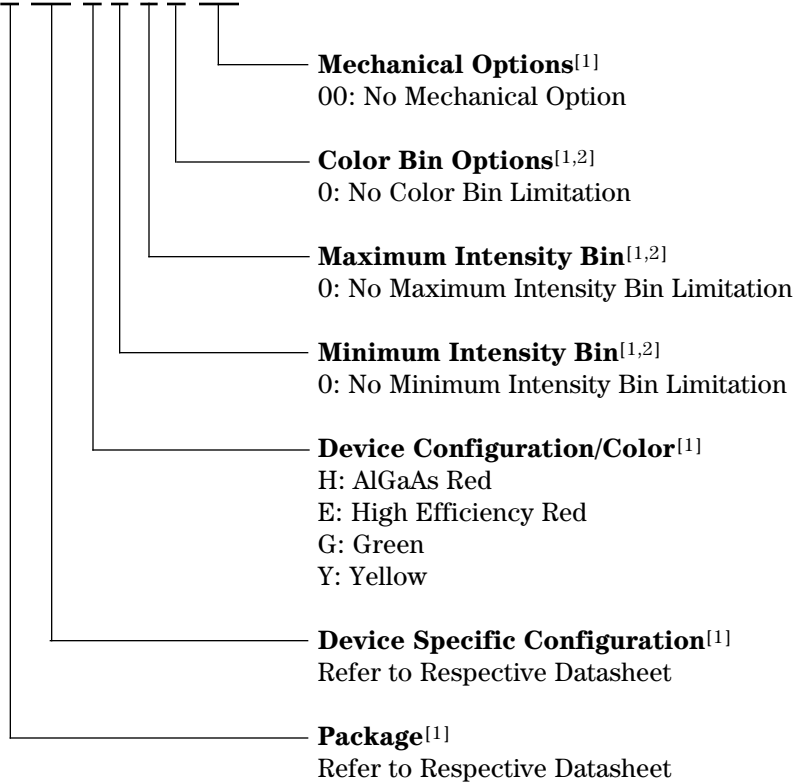 Mechanical Options[1]
00: No Mechanical Option
Color Bin Options[1,2]
0: No Color Bin Limitation
Maximum Intensity Bin[1,2]
0: No Maximum Intensity Bin Limitation
Minimum Intensity Bin[1,2]
0: No Minimum Intensity Bin Limitation
Device Configuration/Color[1]
H: AlGaAs Red
E: High Efficiency Red
G: Green
Y: Yellow
Device Specific Configuration[1]
Refer to Respective Datasheet
Package[1]
Refer to Respective Datasheet